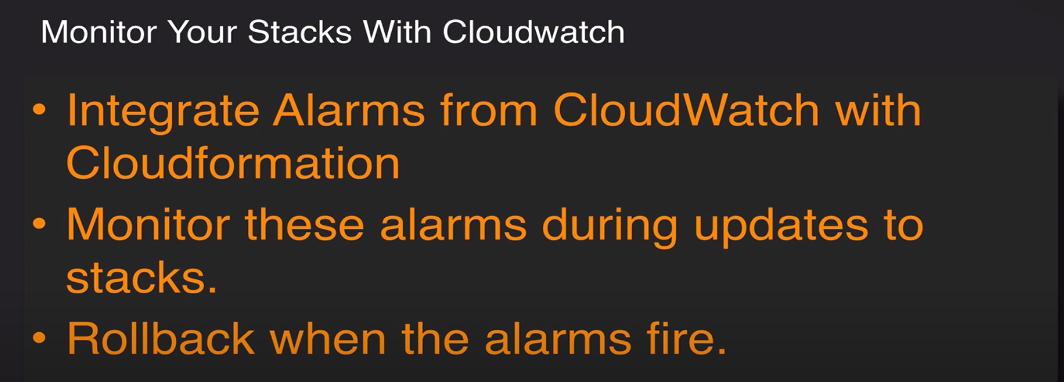 Monitor Your Stacks With Cloudwatch
• Integrate Alarms from CloudWatch with
Cloudformation
• Monitor these alarms during updates to
stacks.
• Rollback when the alarms fire.